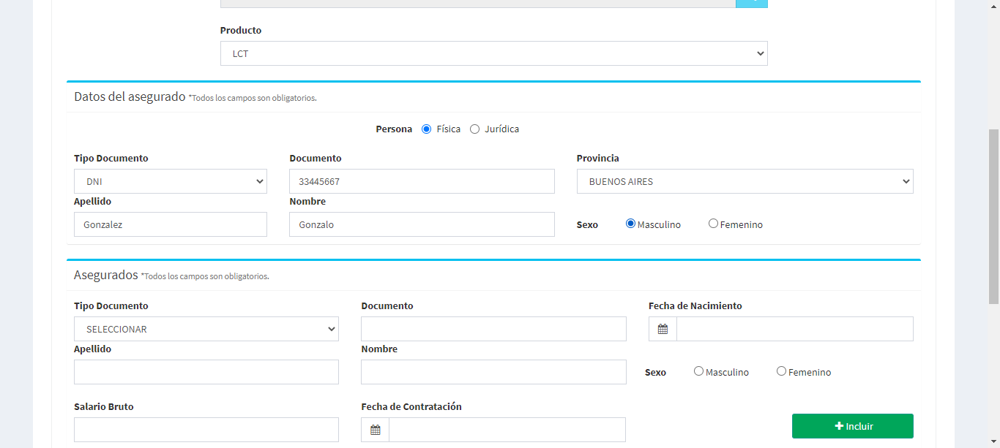 Producto
LCT
Datos del asegurado *Todos los campos son obligatorios.
Persona Física Jurídica
Tipo Documento Documento Provincia
DNI 33445667 BUENOS AIRES
Apellido Nombre
Gonzalez Gonzalo Sexo Masculino Femenino
Asegurados *Todos los campos son obligatorios.
Tipo Documento Documento Fecha de Nacimiento
SELECCIONAR
Apellido Nombre
Sexo Masculino Femenino
Salario Bruto Fecha de Contratación
Incluir